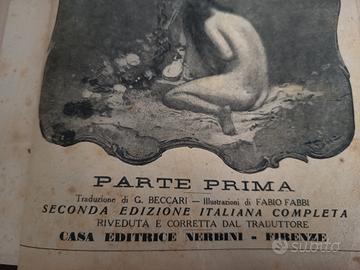 PARTE PRIMA
Traduzione di G. BECCARI — Illustrazioni di FABIO FABBI
SECONDA EDIZIONE ITALIANA COMPLETA
RIVEDUTA E CORRETTA DAL TRADUTTORE
CASA EDITRICE NERBINI - FIRENZE
subito